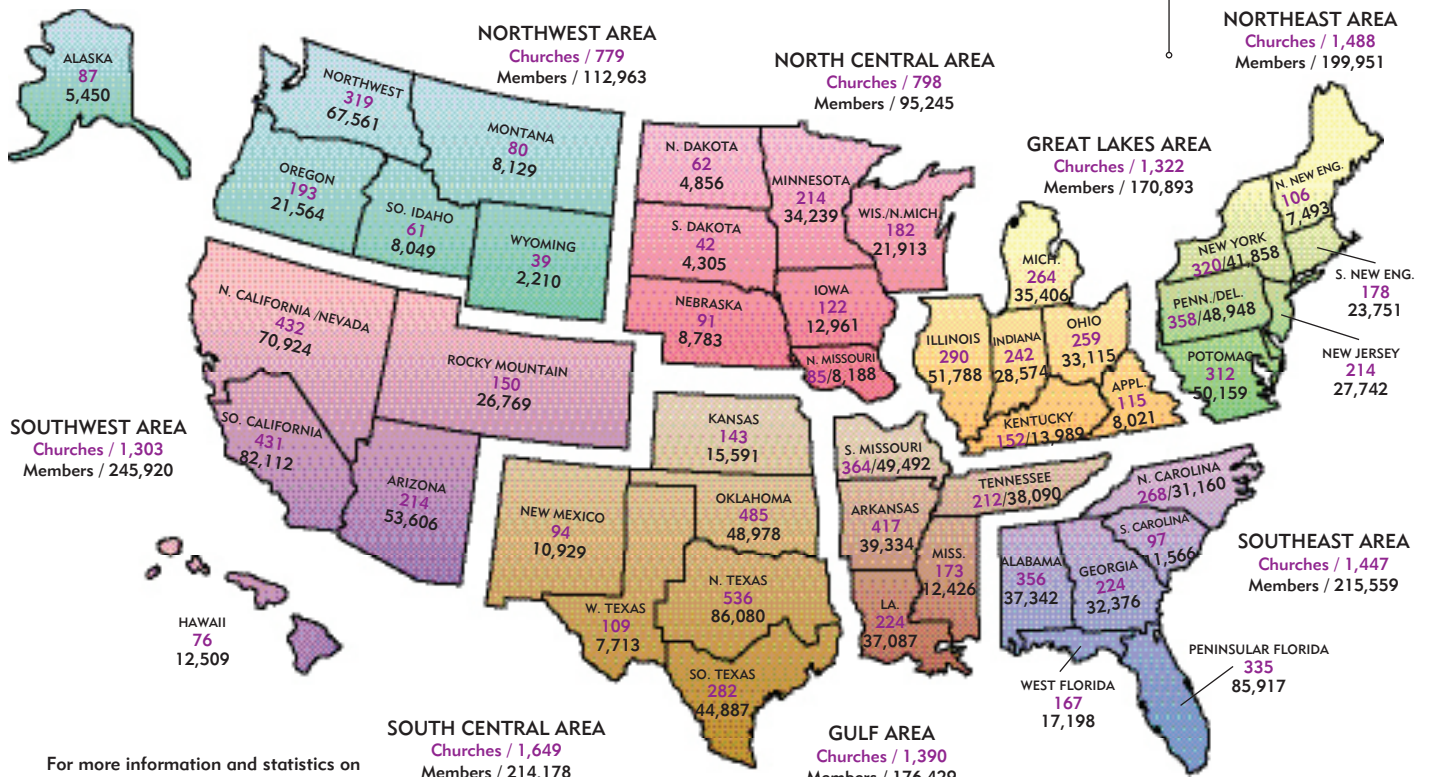 ALASKA
87
5,450
NORTHWEST AREA
Churches / 779
Members / 112,963
NORTHWEST
319
67,561
MONTANA
80
8,129
OREGON
193
21,564
SO. IDAHO
61
8,049
WYOMING
39
2,210
NORTH CENTRAL AREA
Churches / 798
Members / 95,245
N. DAKOTA
62
4,856
MINNESOTA
214
34,239
WIS./N.MICH
182
21,913
S. DAKOTA
42
4,305
NEBRASKA
91
8,783
IOWA
122
12,961
N. MISSOURI
85/8,188
GREAT LAKES AREA
Churches / 1,322
Members / 170,893
MICH.
264
35,406
ILLINOIS
290
51,788
INDIANA
242
28,574
OHIO
259
33,115
APPL.
115
8,021
KENTUCKY
152/13,989
NORTHEAST AREA
Churches / 1,488
Members / 199,951
N. NEW ENG.
106
7,493
NEW YORK
320/41,858
S. NEW ENG.
178
23,751
PENN./DEL.
358/48,948
NEW JERSEY
214
27,742
POTOMAC
312
50,159
SOUTHWEST AREA
Churches / 1,303
Members / 245,920
N. CALIFORNIA /NEVADA
432
70,924
ROCKY MOUNTAIN
150
26,769
SO. CALIFORNIA
431
82,112
ARIZONA
214
53,606
HAWAII
76
12,509
KANSAS
143
15,591
OKLAHOMA
485
48,978
NEW MEXICO
94
10,929
N. TEXAS
536
86,080
W. TEXAS
109
7,713
SO. TEXAS
282
44,887
SOUTH CENTRAL AREA
Churches / 1,649
Members / 214,178
S. MISSOURI
364/49,492
TENNESSEE
212/38,090
ARKANSAS
417
39,334
MISS.
173
12,426
LA.
224
37,087
GULF AREA
Churches / 1,390
Members / 176,429
N. CAROLINA
268/31,160
S. CAROLINA
97
11,566
ALABAMA
356
37,342
GEORGIA
224
32,376
SOUTHEAST AREA
Churches / 1,447
Members / 215,559
PENINSULAR FLORIDA
335
85,917
WEST FLORIDA
167
17,198
For more information and statistics on